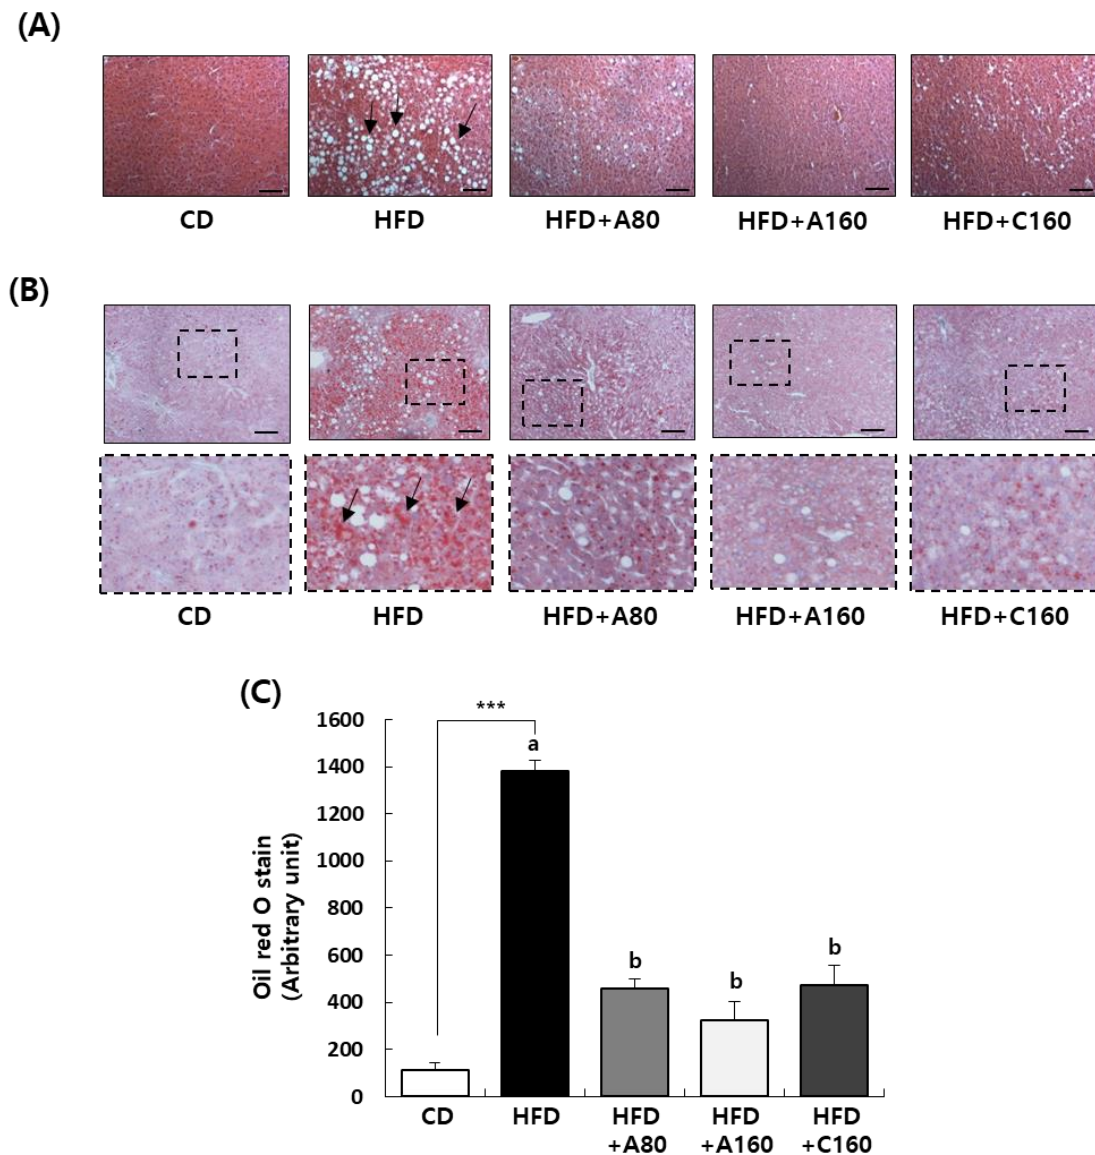 (A)
CD HFD HFD+A80 HFD+A160 HFD+C160
(B)
CD HFD HFD+A80 HFD+A160 HFD+C160
(C)
Oil red O stain
(Arbitrary unit)
1600
1400
1200
1000
800
600
400
200
0
***
a
b
b
b
CD HFD HFD HFD HFD
+A80 +A160 +C160